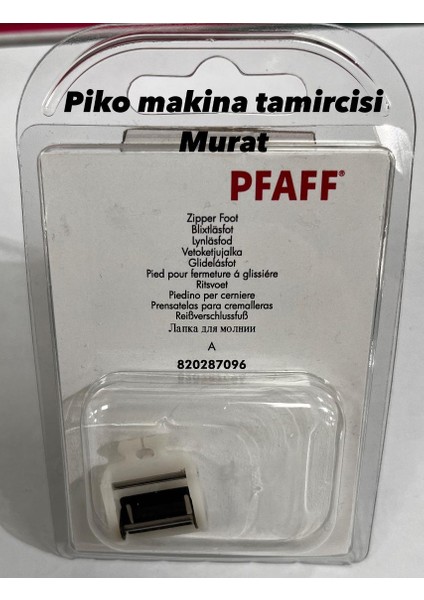 Piko makina tamircisi
Murat
PFAFF®
Zipper Foot
Blixtlåsfot
Lynlåsfod
Vetoketjujalka
Glidelåsfot
Pied pour fermeture á glissiére
Ritsvoet
Piedino per cerniere
Prensatelas para cremalleras
Reißverschlussfuß
Лапка для молнии
A
820287096